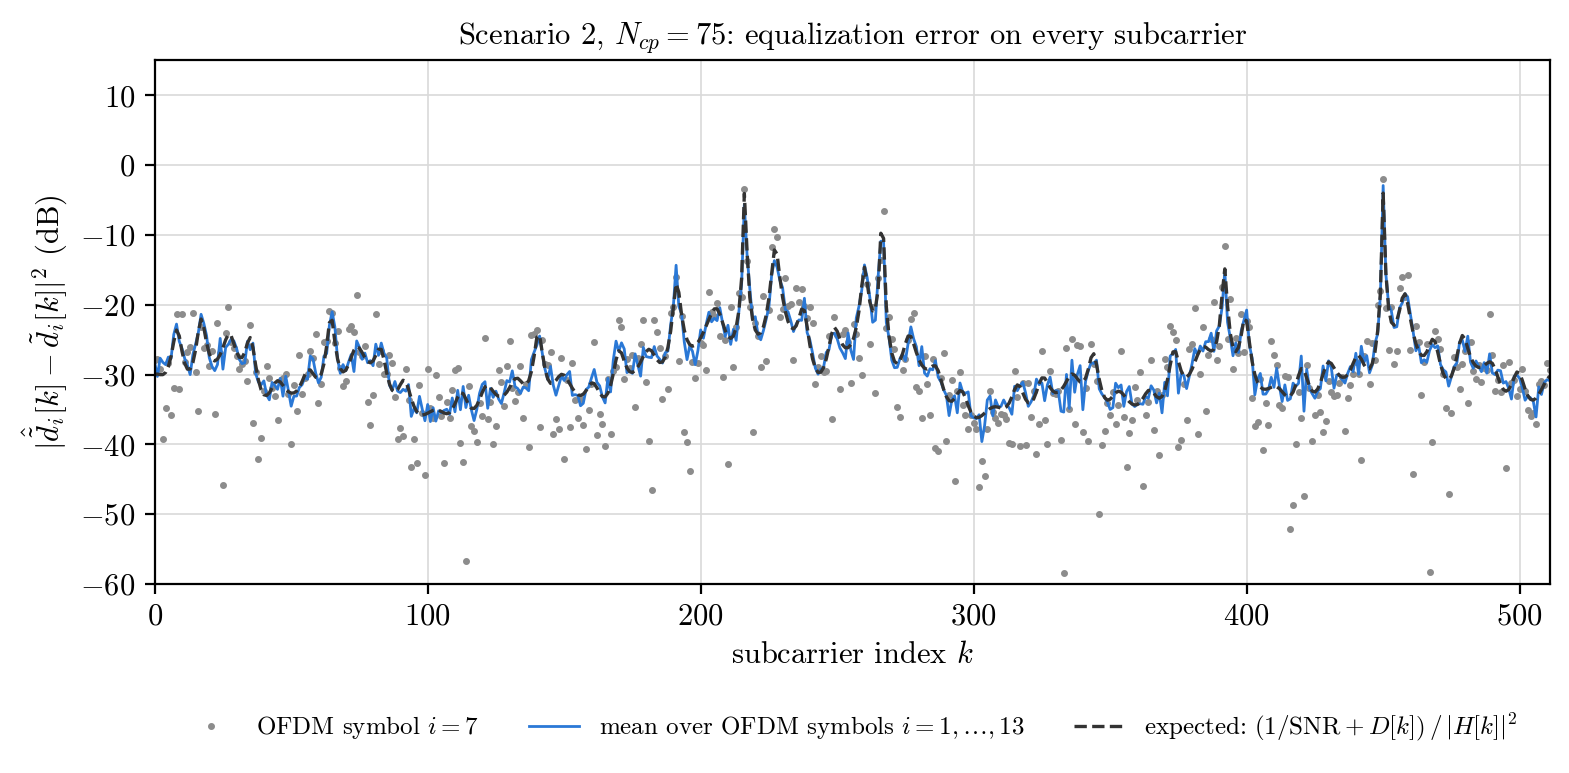 Scenario 2, N_cp = 75: equalization error on every subcarrier
|d̃̂_i[k] − d̃_i[k]|² (dB)
10
0
−10
−20
−30
−40
−50
−60
0 100 200 300 400 500
subcarrier index k
OFDM symbol i = 7 mean over OFDM symbols i = 1, ..., 13 expected: (1/SNR + D[k]) / |H[k]|²